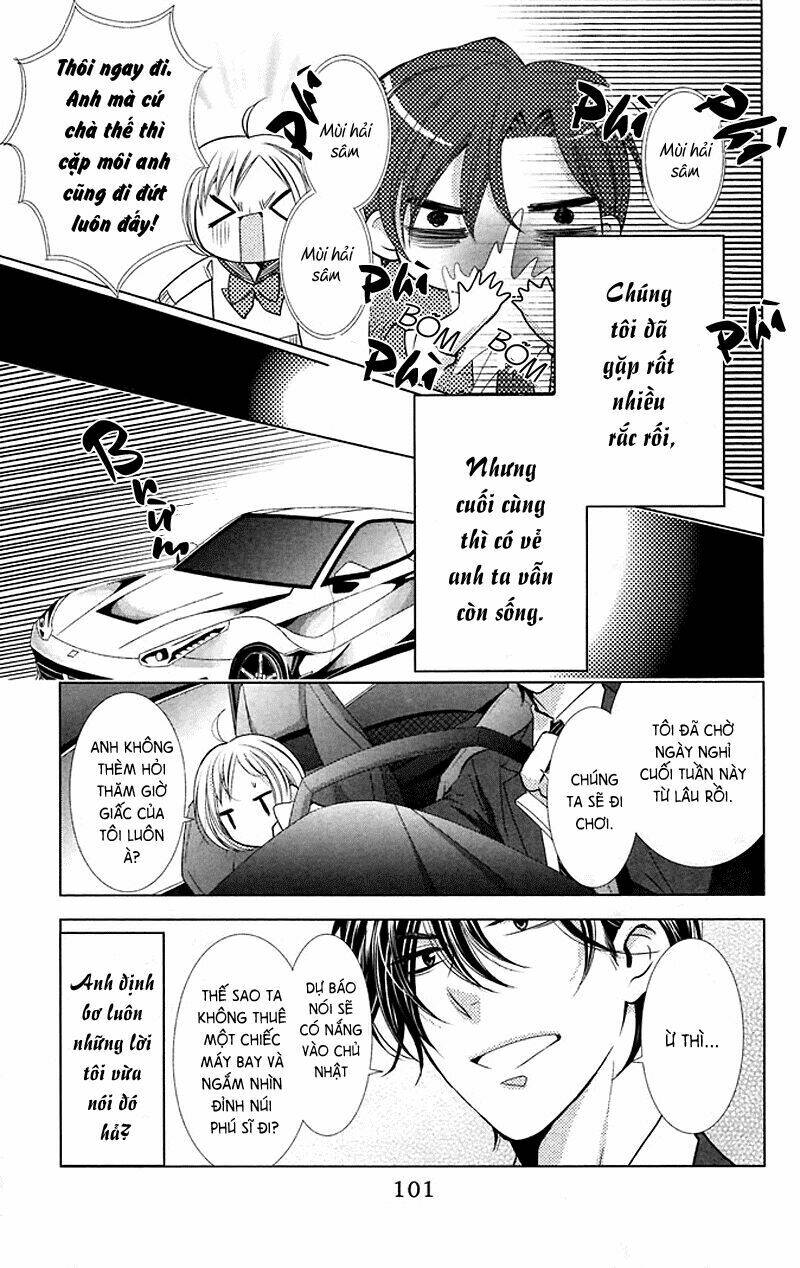 Phì
Mùi hải
sâm
Phì
Phì
Mùi hải
sâm
Phì
Mùi hải
sâm
Thôi ngay đi.
Anh mà cứ
chà thế thì
cặp môi anh
cũng đi đứt
luôn đấy!
Phì
BÕM
BÕM
Phì
Phì
Chúng
tôi đã
gặp rất
nhiều
rắc rối,
Nhưng
cuối cùng
thì có vẻ
anh ta vẫn
còn sống.
Brừm
TÔI ĐÃ CHỜ
NGÀY NGHỈ
CUỐI TUẦN NÀY
TỪ LÂU RỒI.
CHÚNG
TA SẼ ĐI
CHƠI.
ANH KHÔNG
THÈM HỎI
THĂM GIỜ
GIẤC CỦA
TÔI LUÔN
À?
Ừ THÌ...
DỰ BÁO
NÓI SẼ
CÓ NẮNG
VÀO CHỦ
NHẬT
THẾ SAO TA
KHÔNG THUÊ
MỘT CHIẾC
MÁY BAY VÀ
NGẮM NHÌN
ĐỈNH NÚI
PHÚ SĨ ĐI?
Anh định
bơ luôn
những lời
tôi vừa
nói đó
hả?
101